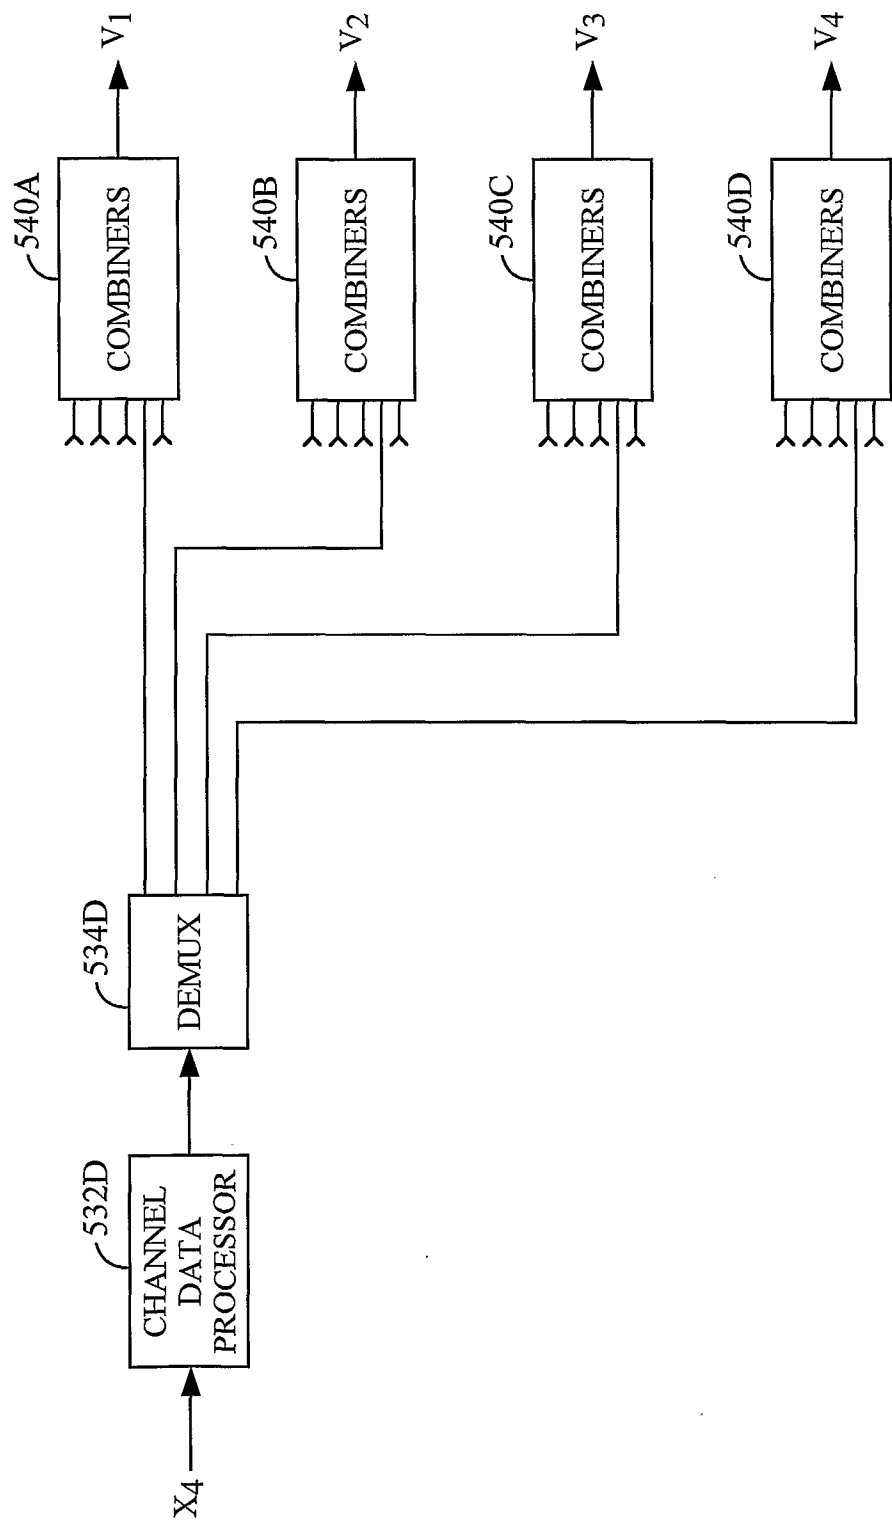 X4
532D
CHANNEL
DATA
PROCESSOR
534D
DEMUX
540A
COMBINERS
V1
540B
COMBINERS
V2
540C
COMBINERS
V3
540D
COMBINERS
V4